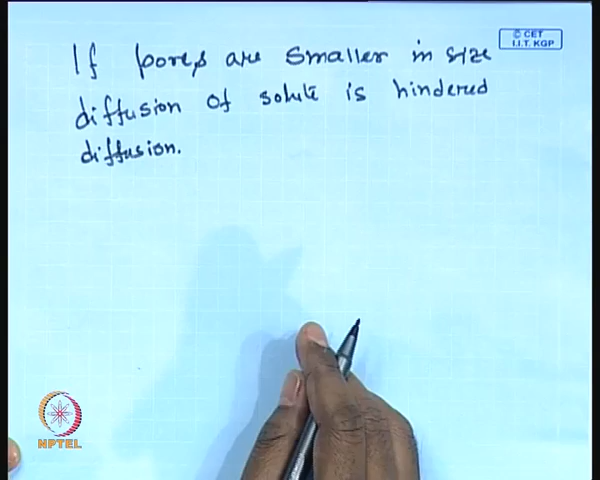 If pores are smaller in size
diffusion of solute is hindered
diffusion.
© CET
I.I.T. KGP
NPTEL